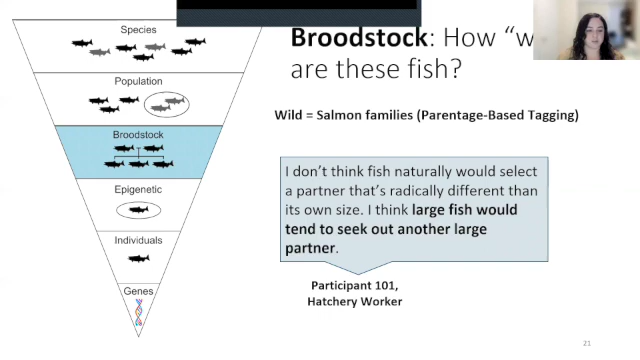 Species
Population
Broodstock
Epigenetic
Individuals
Genes
Broodstock: How "
are these fish?
Wild = Salmon families (Parentage-Based Tagging)
I don't think fish naturally would select
a partner that's radically different than
its own size. I think large fish would
tend to seek out another large
partner.
Participant 101,
Hatchery Worker
21